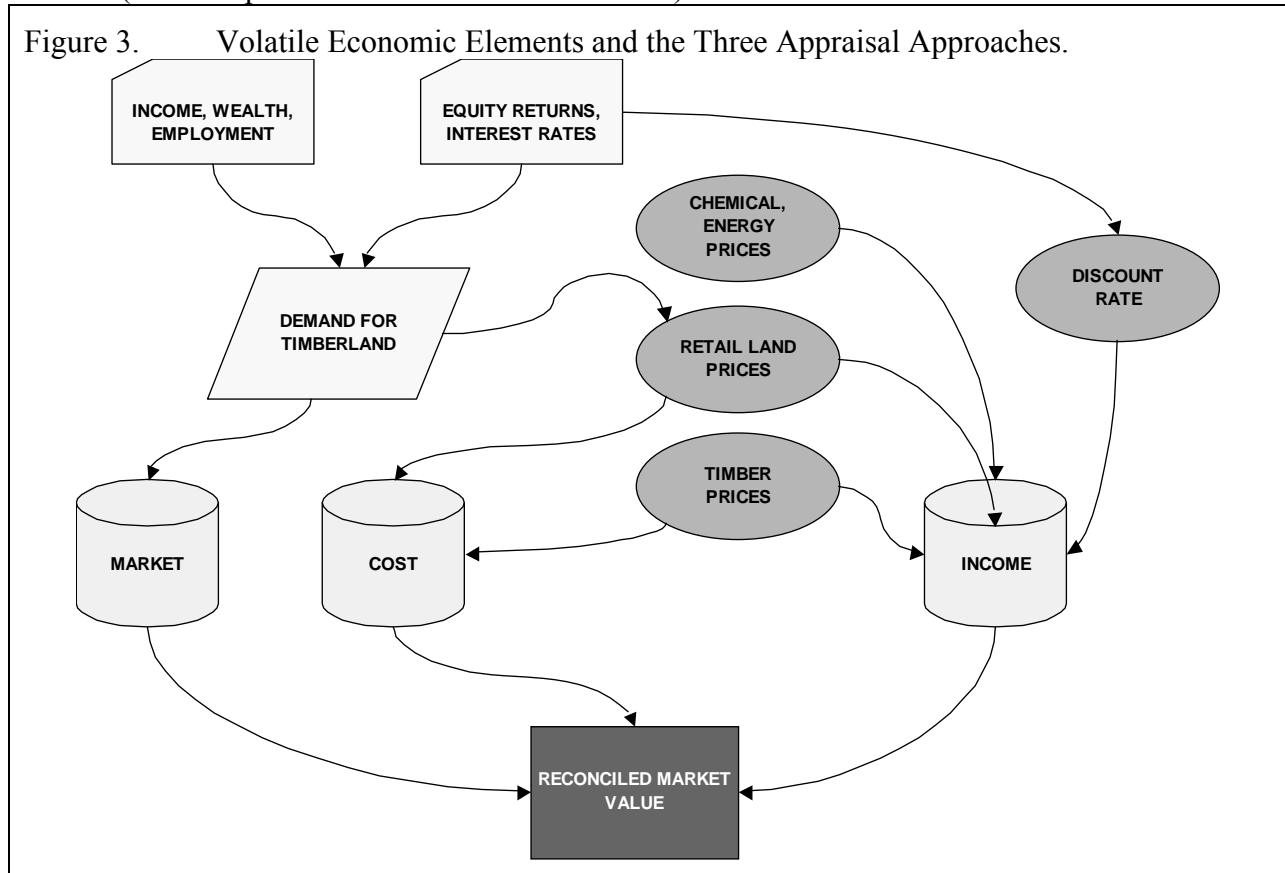 Figure 3. Volatile Economic Elements and the Three Appraisal Approaches.
INCOME, WEALTH,
EMPLOYMENT
EQUITY RETURNS,
INTEREST RATES
CHEMICAL,
ENERGY
PRICES
DISCOUNT
RATE
DEMAND FOR
TIMBERLAND
RETAIL LAND
PRICES
TIMBER
PRICES
MARKET
COST
INCOME
RECONCILED MARKET
VALUE